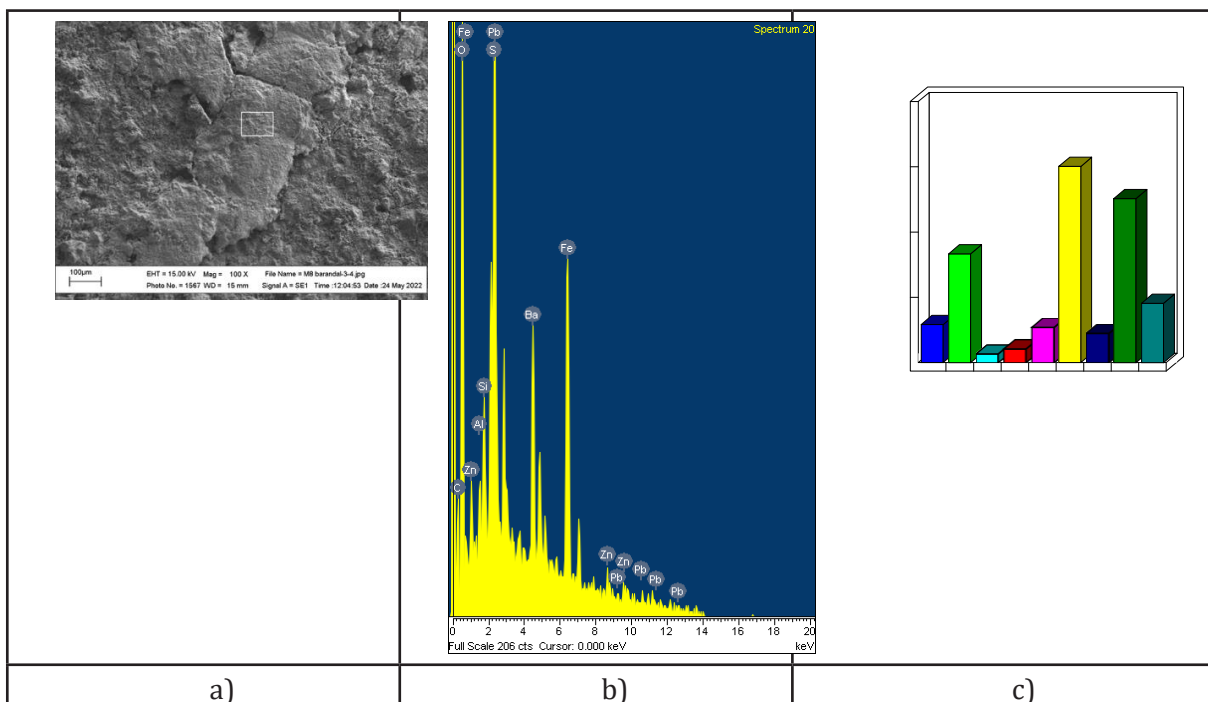 100µm
EHT = 15.00 kV Mag = 100 X File Name = M8 barandal-3-4.jpg
Photo No. = 1567 WD = 15 mm Signal A = SE1 Time :12:04:53 Date :24 May 2022
Spectrum 20
Fe Pb
O S
Fe
Ba
Si
Al
Zn
C
Zn Zn
Pb Pb Pb Pb
0 2 4 6 8 10 12 14 16 18 20
Full Scale 206 cts Cursor: 0.000 keV keV
a) b) c)